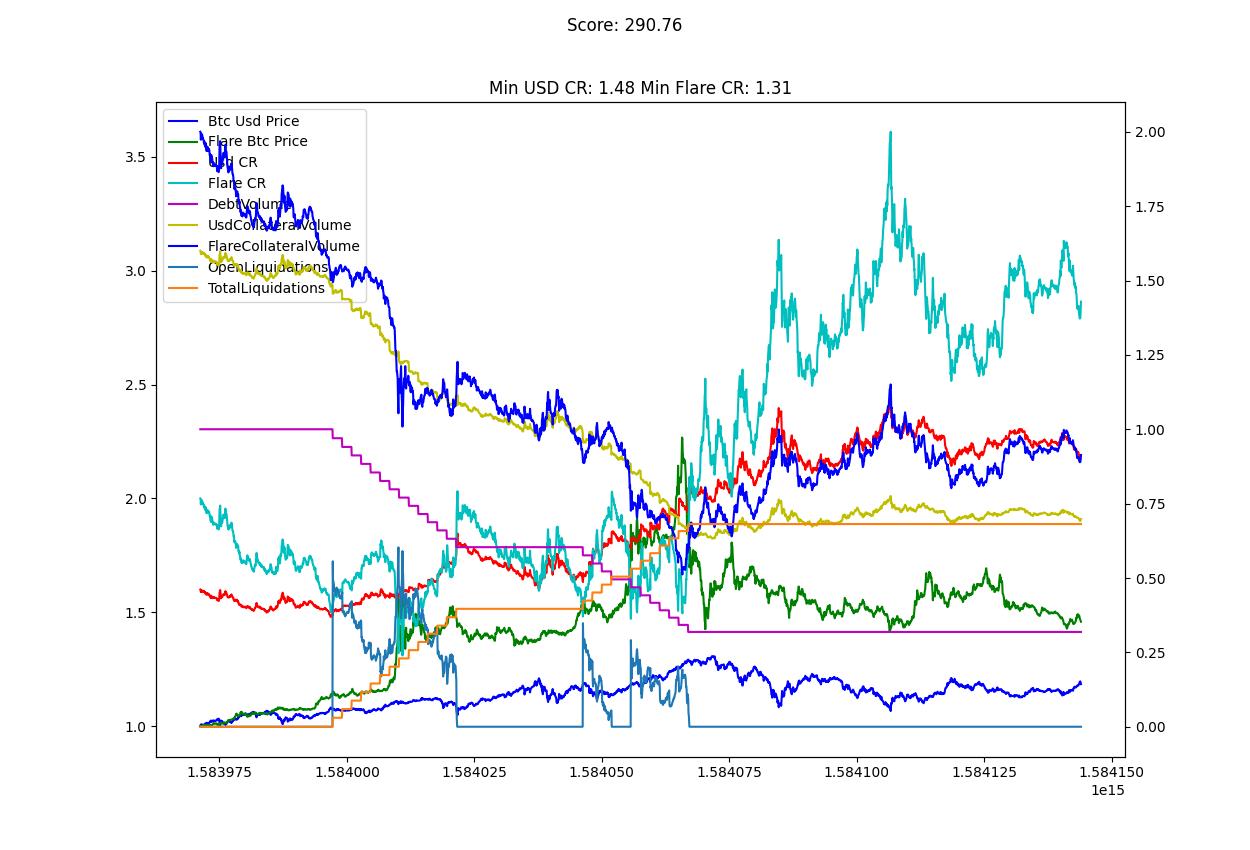 Score: 290.76
Min USD CR: 1.48 Min Flare CR: 1.31
Btc Usd Price
Flare Btc Price
Usd CR
Flare CR
DebtVolume
UsdCollateralVolume
FlareCollateralVolume
OpenLiquidations
TotalLiquidations
3.5
3.0
2.5
2.0
1.5
1.0
2.00
1.75
1.50
1.25
1.00
0.75
0.50
0.25
0.00
1.583975 1.584000 1.584025 1.584050 1.584075 1.584100 1.584125 1.584150
1e15